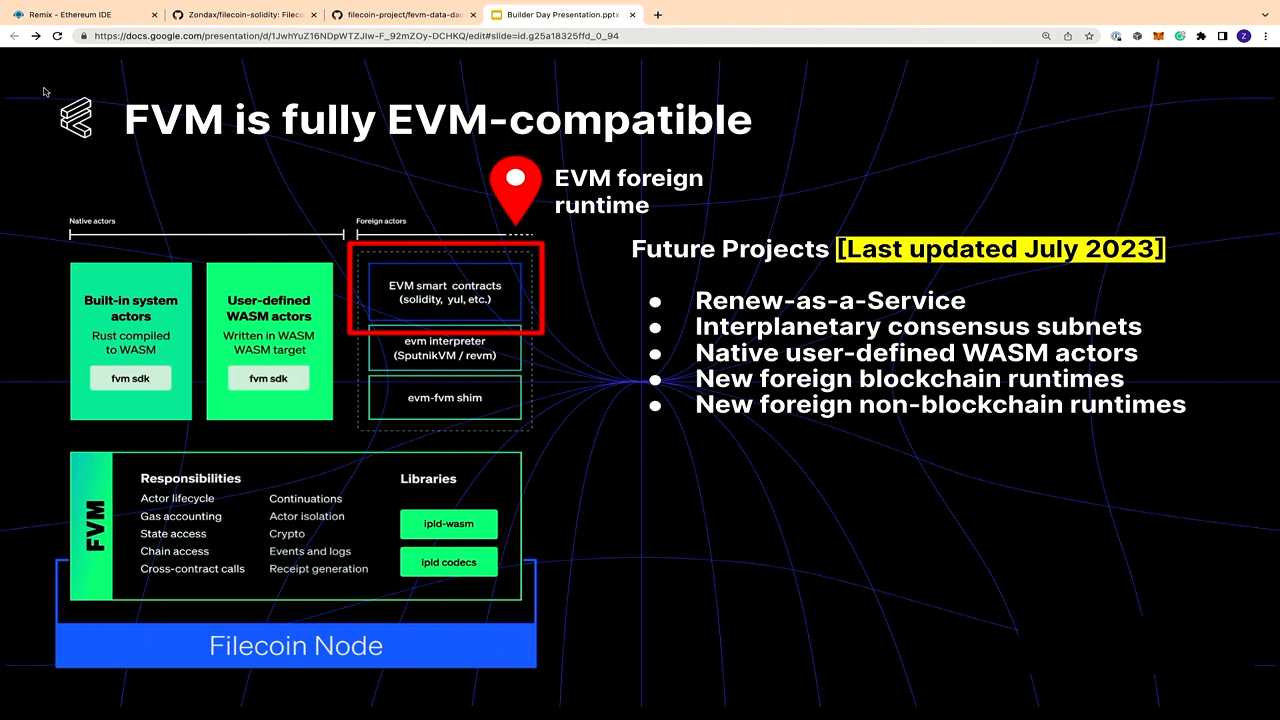 Remix - Ethereum IDE
Zondax/filecoin-solidity: Fileco
filecoin-project/fevm-data-dao
Builder Day Presentation.pptx
https://docs.google.com/presentation/d/1JwhYuZ16NDpWTZJIw-F_92mZOy-DCHKQ/edit#slide=id.g25a18325ffd_0_94
FVM is fully EVM-compatible
EVM foreign
runtime
Native actors
Foreign actors
Future Projects [Last updated July 2023]
Built-in system
actors
Rust compiled
to WASM
fvm sdk
User-defined
WASM actors
Written in WASM
WASM target
fvm sdk
EVM smart contracts
(solidity, yul, etc.)
evm interpreter
(SputnikVM / revm)
evm-fvm shim
● Renew-as-a-Service
● Interplanetary consensus subnets
● Native user-defined WASM actors
● New foreign blockchain runtimes
● New foreign non-blockchain runtimes
FVM
Responsibilities
Actor lifecycle
Gas accounting
State access
Chain access
Cross-contract calls
Continuations
Actor isolation
Crypto
Events and logs
Receipt generation
Libraries
ipld-wasm
ipld codecs
Filecoin Node